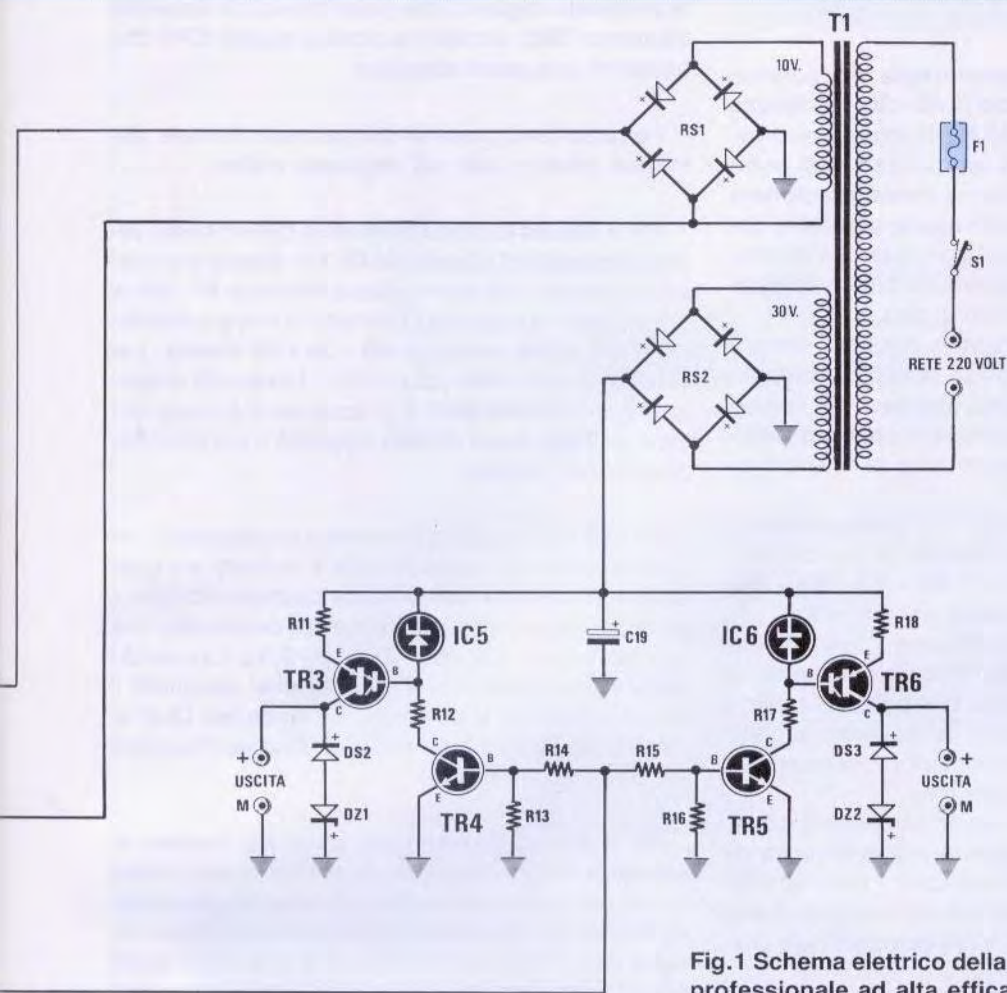 T1
10V.
RS1
F1
S1
30V.
RS2
RETE 220 VOLT
R11
IC5
+
C19
IC6
R18
E
TR3
B
C
R12
R17
B
E
TR6
C
+
USCITA
M
+
DS2
DZ1
+
C
B
E
TR4
R14
R13
R15
R16
B
C
E
TR5
+
DS3
DZ2
+
+
USCITA
M
Fig.1 Schema elettrico della
professionale ad alta effica